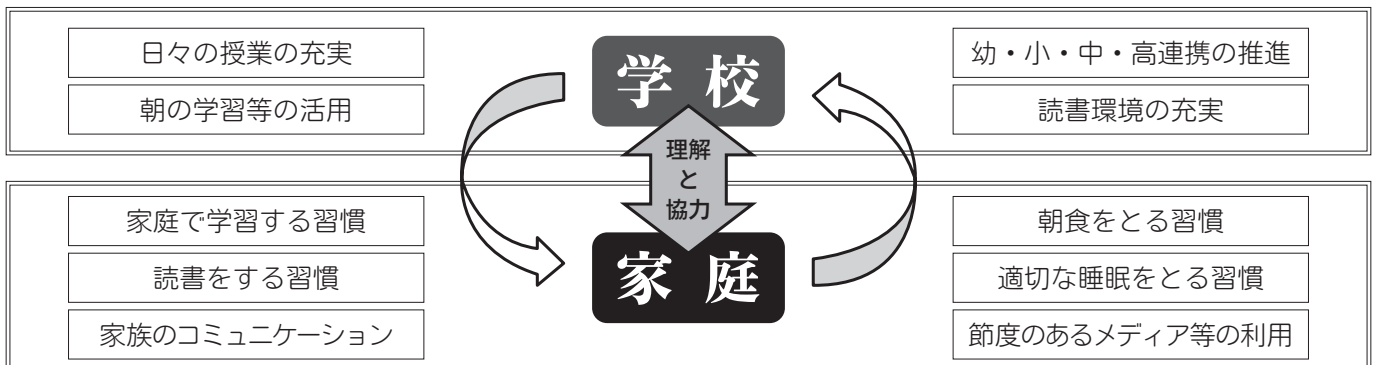 日々の授業の充実
朝の学習等の活用
学校
幼・小・中・高連携の推進
読書環境の充実
理解
と
協力
家庭で学習する習慣
読書をする習慣
家族のコミュニケーション
家庭
朝食をとる習慣
適切な睡眠をとる習慣
節度のあるメディア等の利用